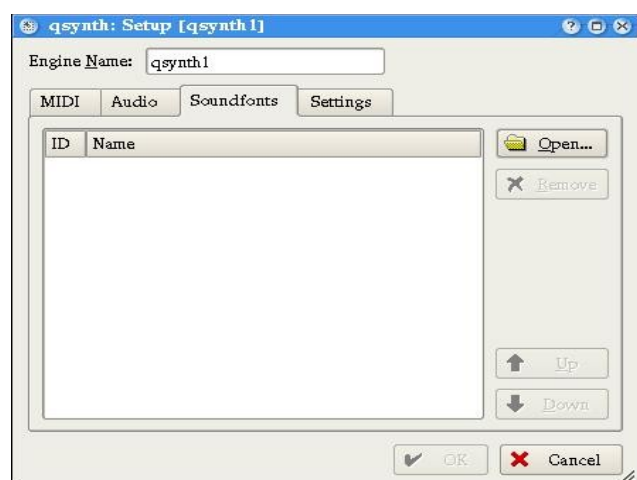 qsynth: Setup [qsynth1]
Engine Name: qsynth1
MIDI Audio Soundfonts Settings
ID Name
Open...
Remove
Up
Down
OK Cancel